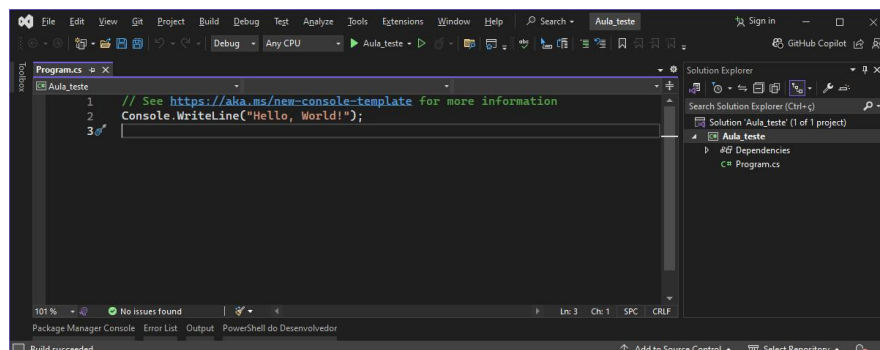 File Edit View Git Project Build Debug Test Analyze Tools Extensions Window Help Search Aula_teste Sign in
Debug Any CPU Aula_teste GitHub Copilot
Toolbox
Program.cs
Solution Explorer
Aula_teste
Search Solution Explorer (Ctrl+ç)
1 // See https://aka.ms/new-console-template for more information
2 Console.WriteLine("Hello, World!");
3
Solution 'Aula_teste' (1 of 1 project)
Aula_teste
Dependencies
C# Program.cs
101 % No issues found Ln: 3 Ch: 1 SPC CRLF
Package Manager Console Error List Output PowerShell do Desenvolvedor
Build succeeded Add to Source Control Select Repository